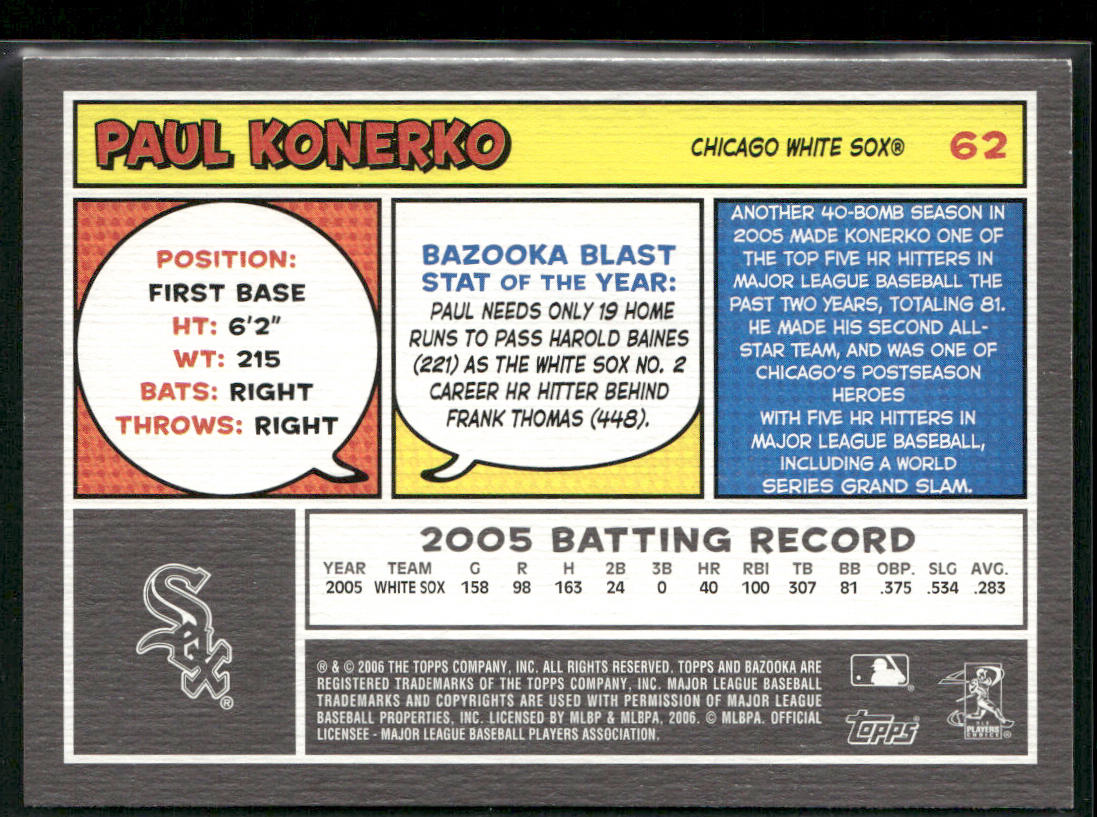 PAUL KONERKO
CHICAGO WHITE SOX®
62
POSITION:
FIRST BASE
HT: 6'2"
WT: 215
BATS: RIGHT
THROWS: RIGHT
BAZOOKA BLAST
STAT OF THE YEAR:
PAUL NEEDS ONLY 19 HOME
RUNS TO PASS HAROLD BAINES
(221) AS THE WHITE SOX NO. 2
CAREER HR HITTER BEHIND
FRANK THOMAS (448).
ANOTHER 40-BOMB SEASON IN
2005 MADE KONERKO ONE OF
THE TOP FIVE HR HITTERS IN
MAJOR LEAGUE BASEBALL THE
PAST TWO YEARS, TOTALING 81.
HE MADE HIS SECOND ALL-
STAR TEAM, AND WAS ONE OF
CHICAGO'S POSTSEASON
HEROES
WITH FIVE HR HITTERS IN
MAJOR LEAGUE BASEBALL,
INCLUDING A WORLD
SERIES GRAND SLAM.
Sox®
2005 BATTING RECORD
YEAR TEAM G R H 2B 3B HR RBI TB BB OBP. SLG AVG.
2005 WHITE SOX 158 98 163 24 0 40 100 307 81 .375 .534 .283
® & © 2006 THE TOPPS COMPANY, INC. ALL RIGHTS RESERVED. TOPPS AND BAZOOKA ARE
REGISTERED TRADEMARKS OF THE TOPPS COMPANY, INC. MAJOR LEAGUE BASEBALL
TRADEMARKS AND COPYRIGHTS ARE USED WITH PERMISSION OF MAJOR LEAGUE
BASEBALL PROPERTIES, INC. LICENSED BY MLBP & MLBPA, 2006. © MLBPA. OFFICIAL
LICENSEE - MAJOR LEAGUE BASEBALL PLAYERS ASSOCIATION.
Topps®
PLAYERS
CHOICE®